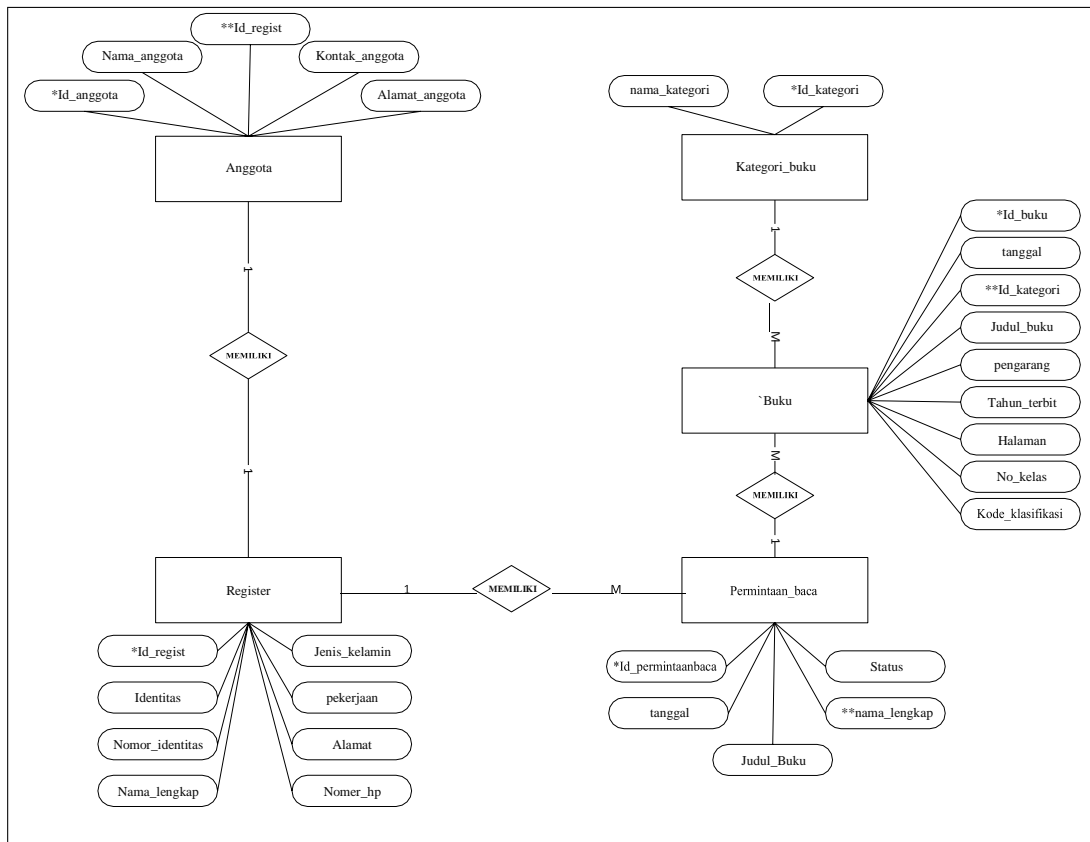 **Id_regist
Nama_anggota
Kontak_anggota
*Id_anggota
Alamat_anggota
Anggota
1
MEMILIKI
1
Register
*Id_regist
Jenis_kelamin
Identitas
pekerjaan
Nomor_identitas
Alamat
Nama_lengkap
Nomer_hp
1
MEMILIKI
M
nama_kategori
*Id_kategori
Kategori_buku
1
MEMILIKI
M
`Buku
*Id_buku
tanggal
**Id_kategori
Judul_buku
pengarang
Tahun_terbit
Halaman
No_kelas
Kode_klasifikasi
M
MEMILIKI
1
Permintaan_baca
*Id_permintaanbaca
Status
tanggal
**nama_lengkap
Judul_Buku